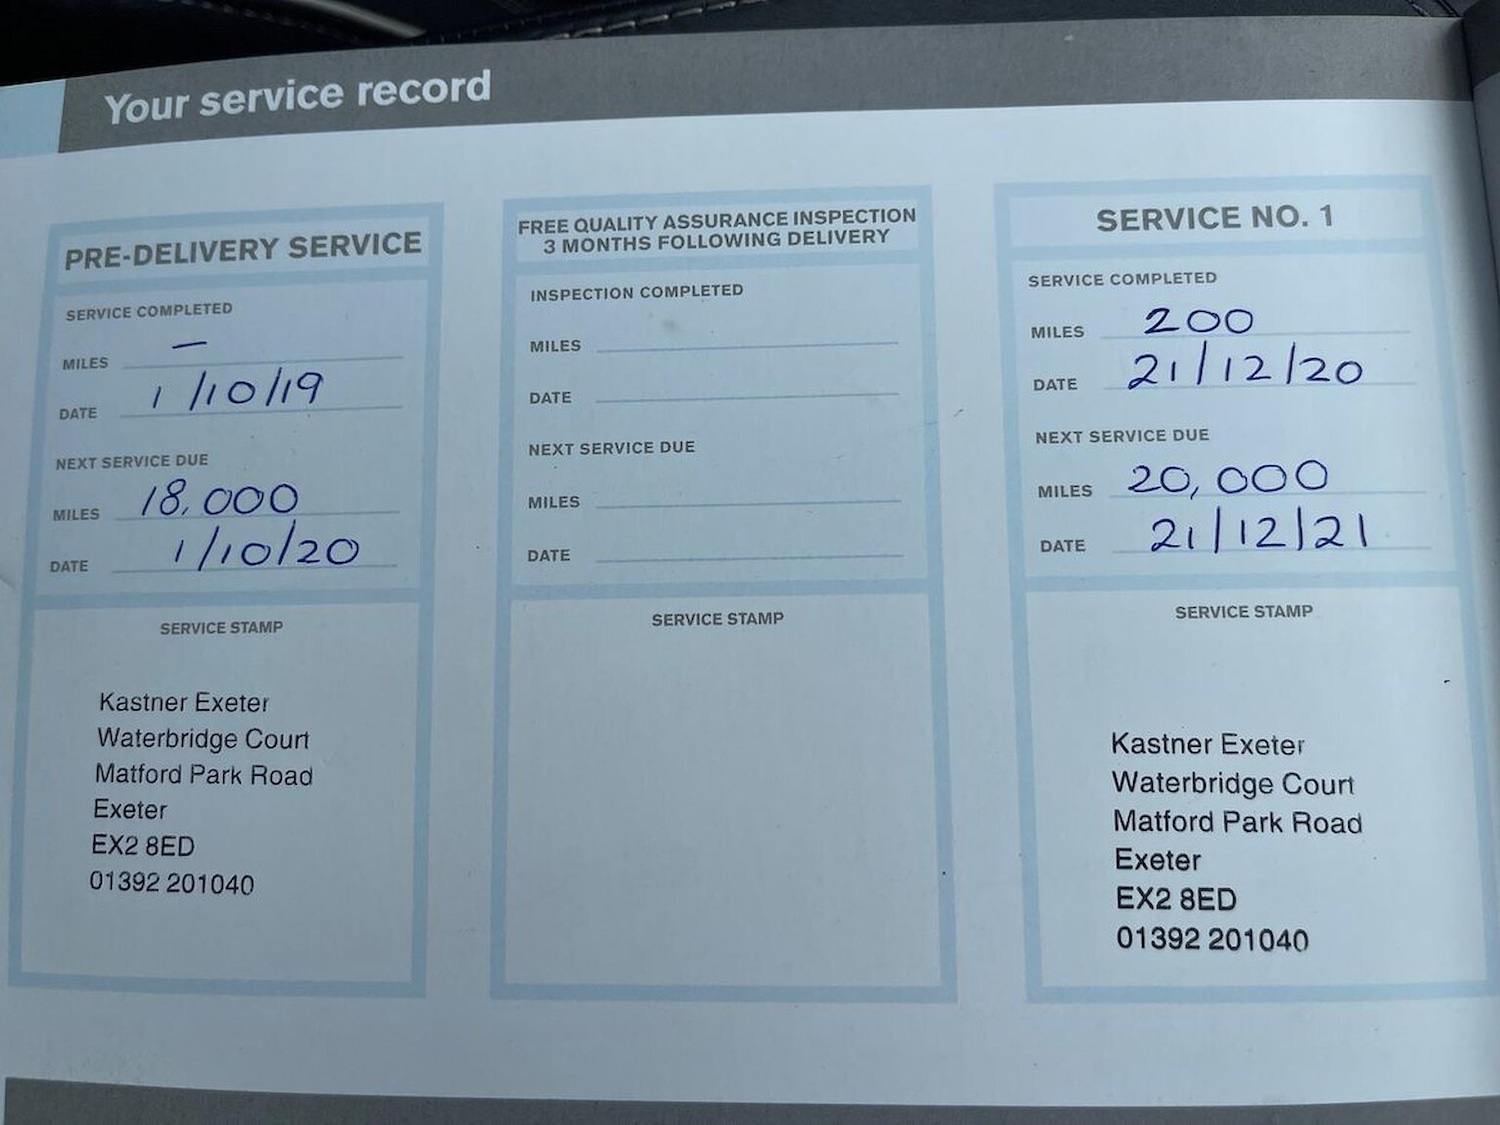 Your service record
PRE-DELIVERY SERVICE
SERVICE COMPLETED
MILES —
DATE 1/10/19
NEXT SERVICE DUE
MILES 18,000
DATE 1/10/20
SERVICE STAMP
Kastner Exeter
Waterbridge Court
Matford Park Road
Exeter
EX2 8ED
01392 201040
FREE QUALITY ASSURANCE INSPECTION
3 MONTHS FOLLOWING DELIVERY
INSPECTION COMPLETED
MILES
DATE
NEXT SERVICE DUE
MILES
DATE
SERVICE STAMP
SERVICE NO. 1
SERVICE COMPLETED
MILES 200
DATE 21/12/20
NEXT SERVICE DUE
MILES 20,000
DATE 21/12/21
SERVICE STAMP
Kastner Exeter
Waterbridge Court
Matford Park Road
Exeter
EX2 8ED
01392 201040